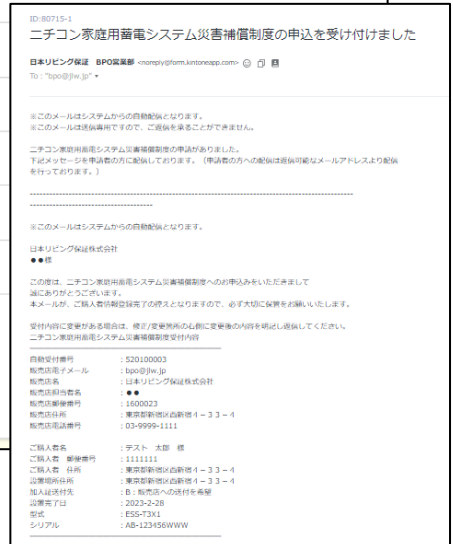 ID:80715-1
ニチコン家庭用蓄電システム災害補償制度の申込を受け付けました
日本リビング保証 BPO営業部 <noreply@form.kintoneapp.com>
To : "bpo@jlw.jp"
※このメールはシステムからの自動配信となります。
※このメールは送信専用ですので、ご返信を承ることができません。
ニチコン家庭用蓄電システム災害補償制度の申請がありました。
下記メッセージを申請者の方に配信しております。（申請者の方への配信は返信可能なメールアドレスより配信
を行っております。）
--------------------------------------------------------------------------------
------------------------------
※このメールはシステムからの自動配信となります。
日本リビング保証株式会社
●●様
この度は、ニチコン家庭用蓄電システム災害補償制度へのお申込みをいただきまして
誠にありがとうございます。
本メールが、ご購入者情報登録完了の控えとなりますので、必ず大切に保管をお願いいたします。
受付内容に変更がある場合は、修正/変更箇所の右側に変更後の内容を明記し返信してください。
ニチコン家庭用蓄電システム災害補償制度受付内容
自動受付番号 : 520100003
販売店電子メール : bpo@jlw.jp
販売店名 : 日本リビング保証株式会社
販売店担当者名 : ●●
販売店郵便番号 : 1600023
販売店住所 : 東京都新宿区西新宿４－３３－４
販売店電話番号 : 03-9999-1111
ご購入者名 : テスト 太郎 様
ご購入者 郵便番号 : 1111111
ご購入者 住所 : 東京都新宿区西新宿４－３３－４
設置場所住所 : 東京都新宿区西新宿４－３３－４
加入証送付先 : B：販売店への送付を希望
設置完了日 : 2023-2-28
型式 : ESS-T3X1
シリアル : AB-123456WWW